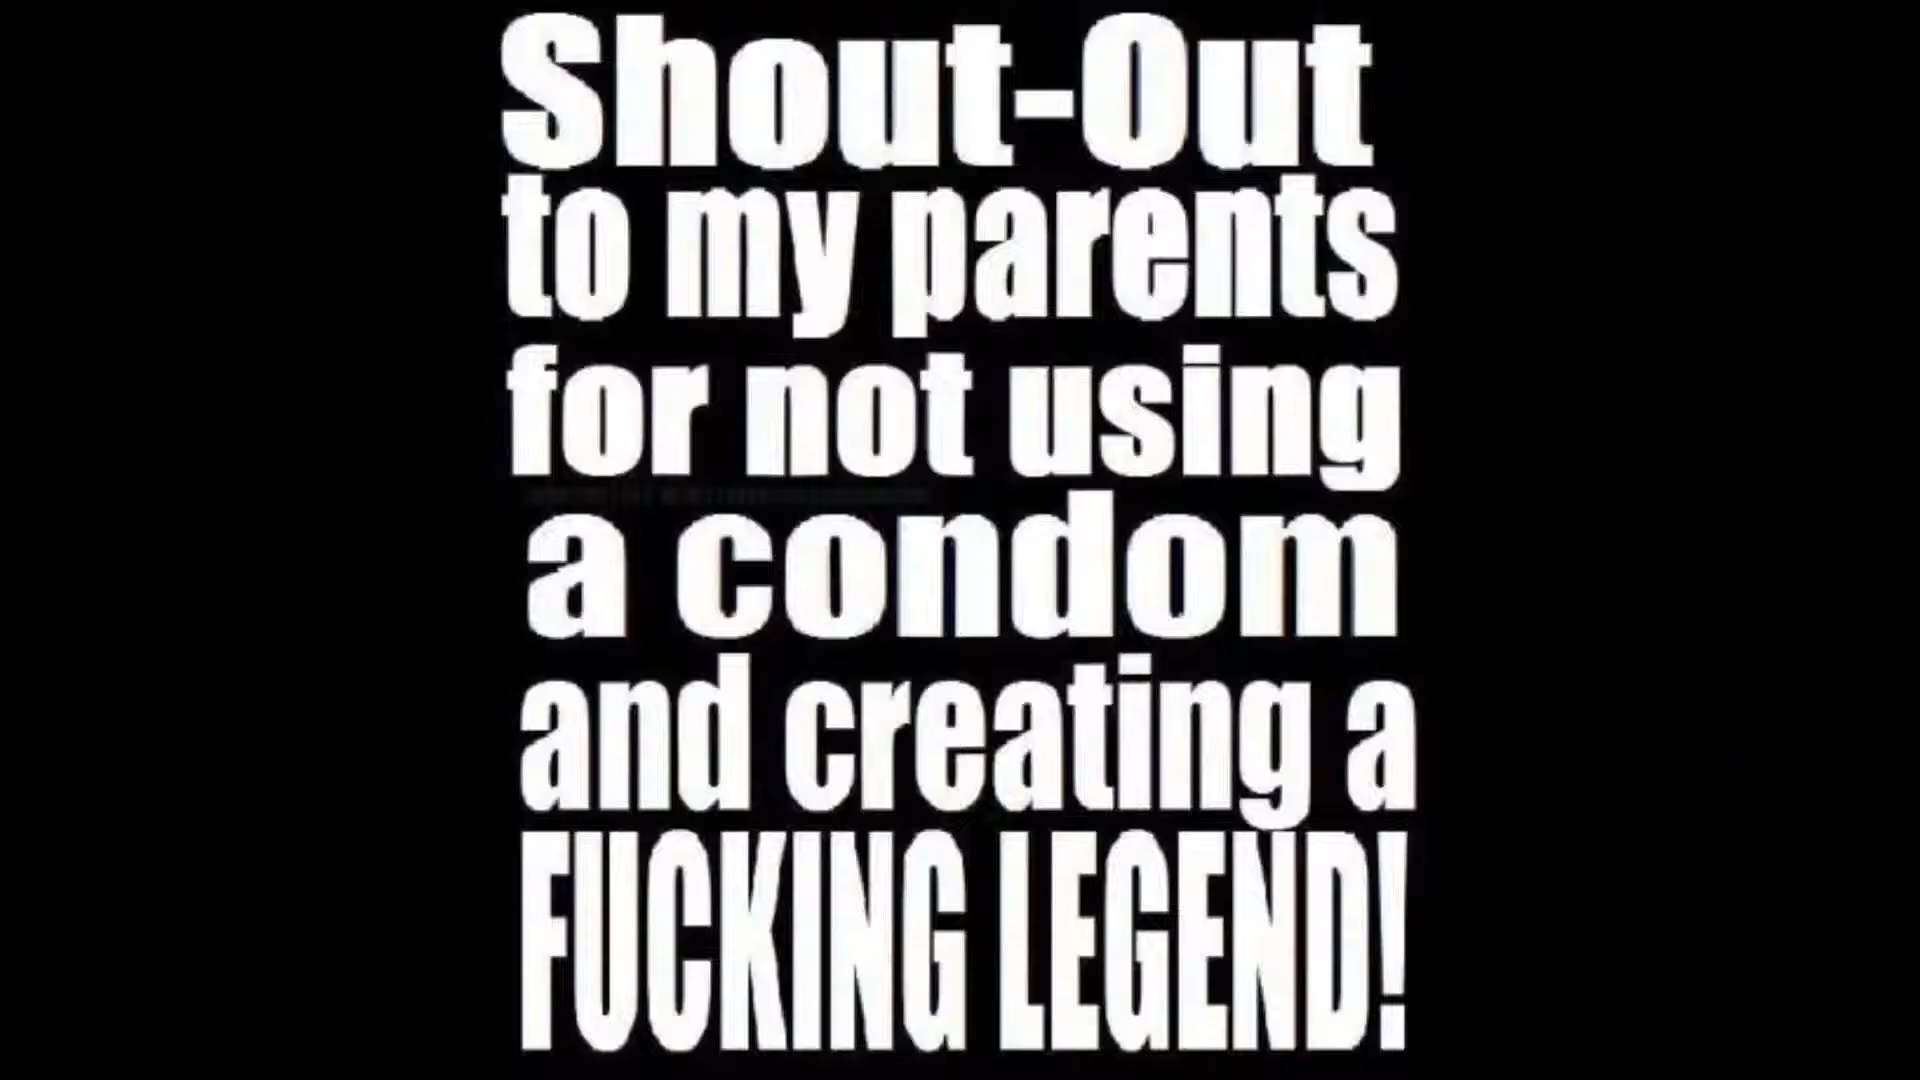 Shout-Out
to my parents
for not using
a condom
and creating a
FUCKING LEGEND!